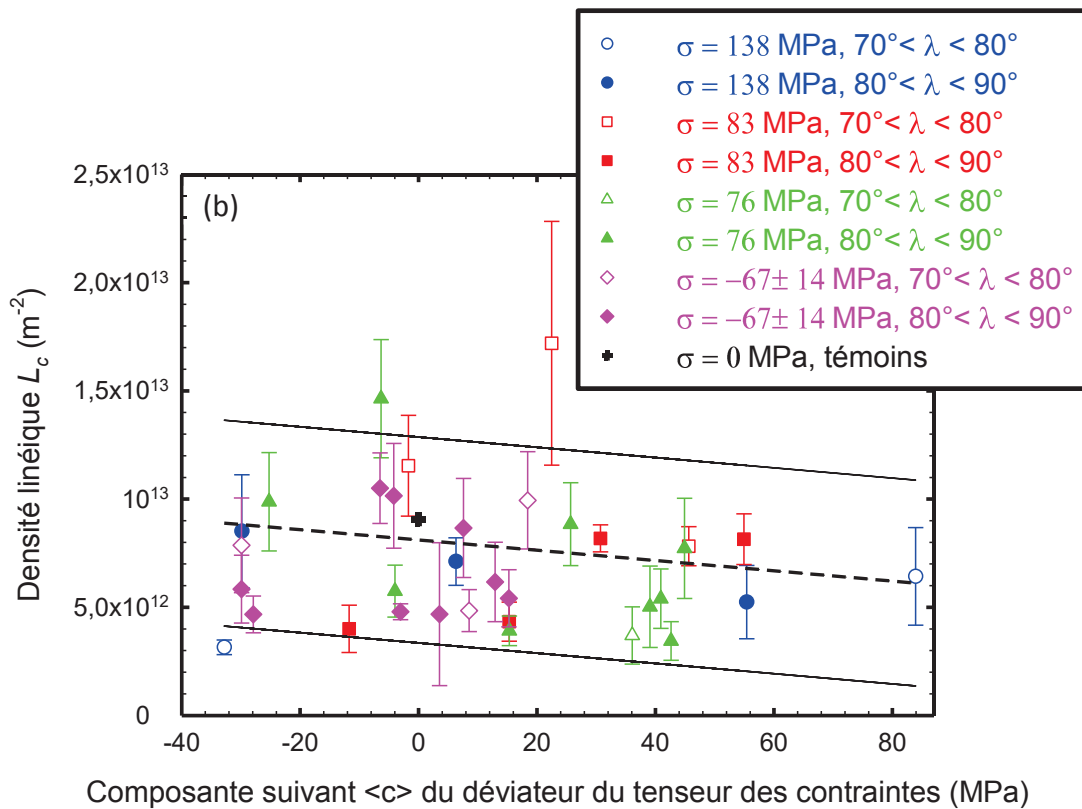 σ = 138 MPa, 70°< λ < 80°
σ = 138 MPa, 80°< λ < 90°
σ = 83 MPa, 70°< λ < 80°
σ = 83 MPa, 80°< λ < 90°
σ = 76 MPa, 70°< λ < 80°
σ = 76 MPa, 80°< λ < 90°
σ = −67± 14 MPa, 70°< λ < 80°
σ = −67± 14 MPa, 80°< λ < 90°
σ = 0 MPa, témoins
(b)
Densité linéique L_c (m⁻²)
2,5x10¹³
2,0x10¹³
1,5x10¹³
10¹³
5,0x10¹²
0
-40 -20 0 20 40 60 80
Composante suivant <c> du déviateur du tenseur des contraintes (MPa)